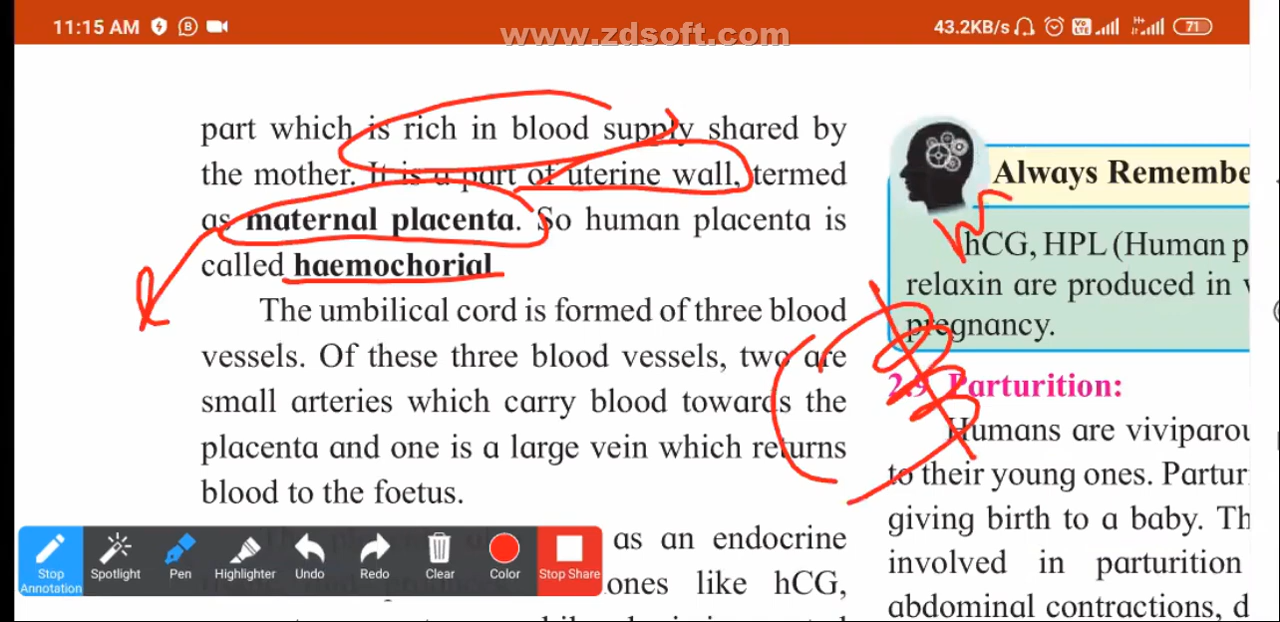 11:15 AM
www.zdsoft.com
43.2KB/s
Vo LTE
H+
71
part which is rich in blood supply shared by
the mother. It is a part of uterine wall, termed
as maternal placenta. So human placenta is
called haemochorial
The umbilical cord is formed of three blood
vessels. Of these three blood vessels, two are
small arteries which carry blood towards the
placenta and one is a large vein which returns
blood to the foetus.
as an endocrine
ones like hCG,
Stop Annotation
Spotlight
Pen
Highlighter
Undo
Redo
Clear
Color
Stop Share
Always Remembe
hCG, HPL (Human p
relaxin are produced in
pregnancy.
2.9 Parturition:
Humans are viviparou
to their young ones. Partur
giving birth to a baby. Th
involved in parturition
abdominal contractions, d